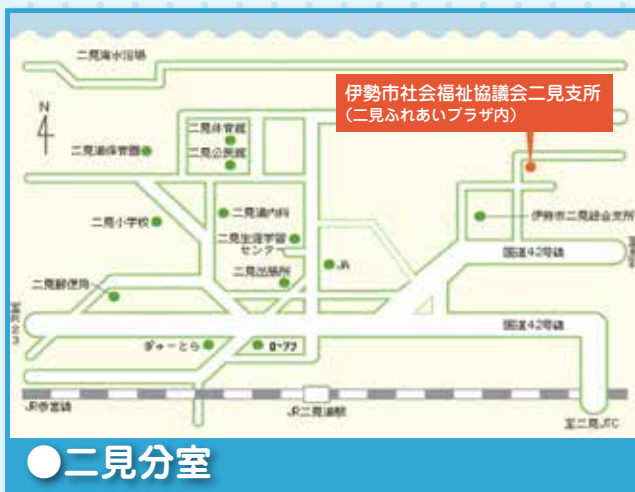 二見海水浴場
伊勢市社会福祉協議会二見支所
(二見ふれあいプラザ内)
N
二見体育館
二見浦保育園
二見公民館
二見浦内科
二見小学校
伊勢市二見総合支所
二見生涯学習
センター
国道42号線
JA
二見出張所
二見郵便局
国道42号線
ぎゅーとら
JR参宮線
JR二見浦駅
至二見JTC
●二見分室